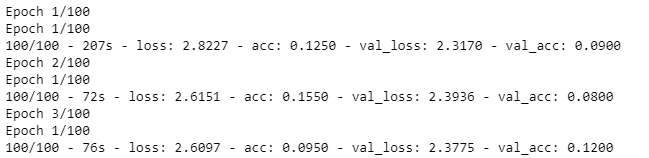 Epoch 1/100
Epoch 1/100
100/100 - 207s - loss: 2.8227 - acc: 0.1250 - val_loss: 2.3170 - val_acc: 0.0900
Epoch 2/100
Epoch 1/100
100/100 - 72s - loss: 2.6151 - acc: 0.1550 - val_loss: 2.3936 - val_acc: 0.0800
Epoch 3/100
Epoch 1/100
100/100 - 76s - loss: 2.6097 - acc: 0.0950 - val_loss: 2.3775 - val_acc: 0.1200